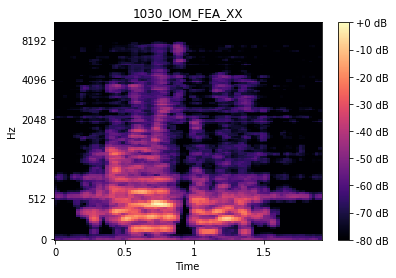 1030_IOM_FEA_XX
8192
4096
2048
1024
512
0
Hz
0
0.5
1
1.5
Time
+0 dB
-10 dB
-20 dB
-30 dB
-40 dB
-50 dB
-60 dB
-70 dB
-80 dB